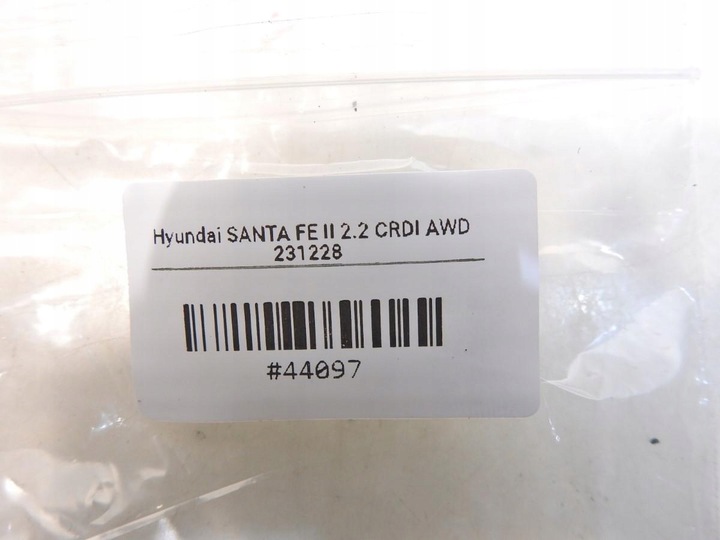 Hyundai SANTA FE II 2.2 CRDI AWD
231228
#44097